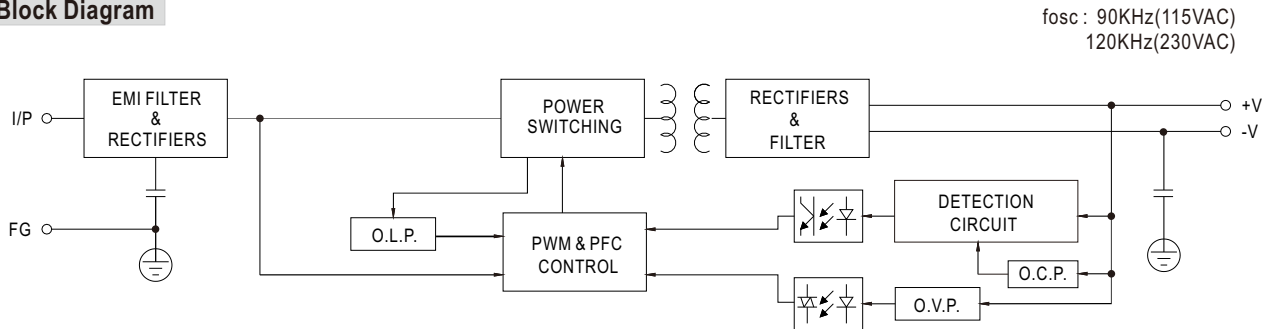 Block Diagram
fosc : 90KHz(115VAC)
120KHz(230VAC)
I/P
EMI FILTER
&
RECTIFIERS
POWER
SWITCHING
RECTIFIERS
&
FILTER
+V
-V
FG
O.L.P.
PWM & PFC
CONTROL
DETECTION
CIRCUIT
O.C.P.
O.V.P.